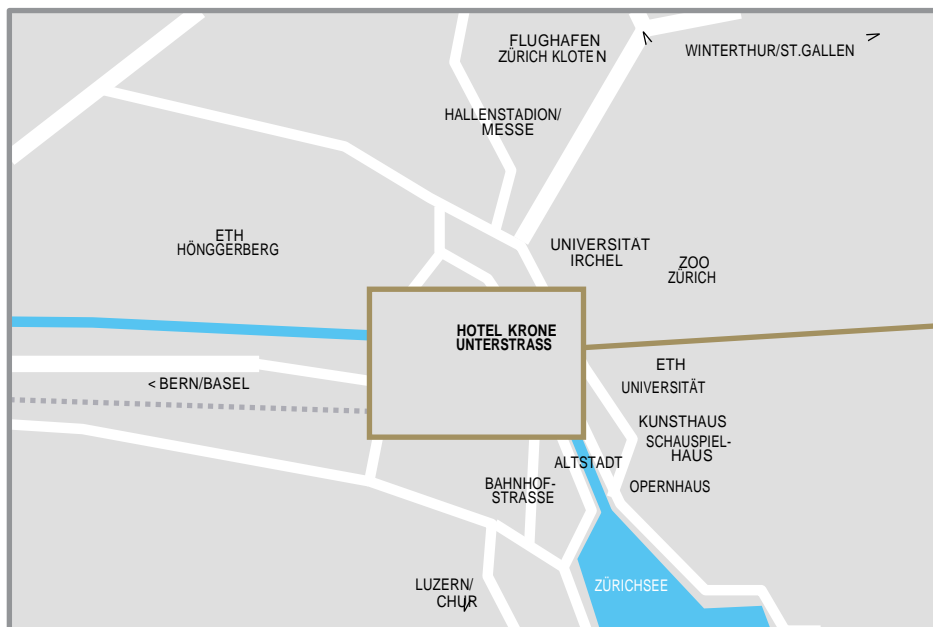 FLUGHAFEN
ZÜRICH KLOTEN
WINTERTHUR/ST.GALLEN
HALLENSTADION/
MESSE
ETH
HÖNGGERBERG
UNIVERSITÄT
IRCHEL
ZOO
ZÜRICH
HOTEL KRONE
UNTERSTRASS
< BERN/BASEL
ETH
UNIVERSITÄT
KUNSTHAUS
SCHAUSPIEL-
HAUS
ALTSTADT
BAHNHOF-
STRASSE
OPERNHAUS
LUZERN/
CHUR
ZÜRICHSEE